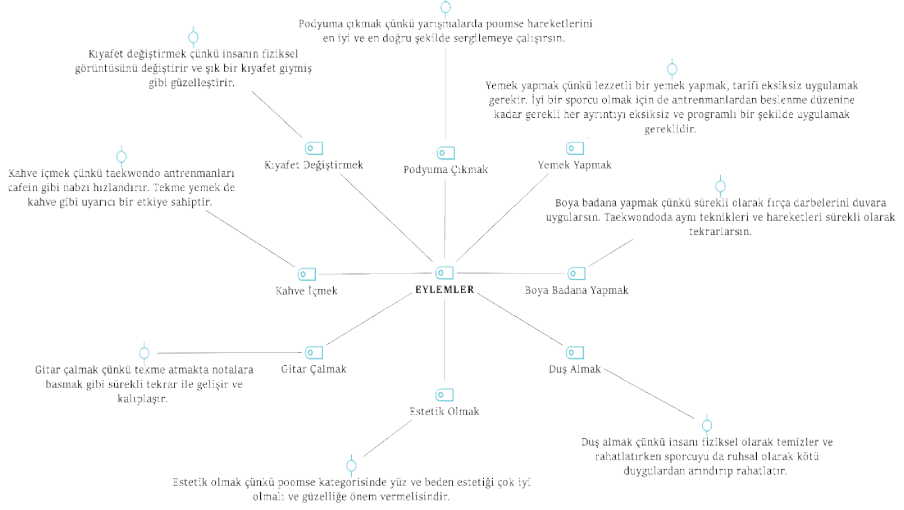 Podyuma çıkmak çünkü yarışmalarda poomse hareketlerini
en iyi ve en doğru şekilde sergilemeye çalışırsın.
Kıyafet değiştirmek çünkü insanın fiziksel
görüntüsünü değiştirir ve şık bir kıyafet giymiş
gibi güzelleştirir.
Yemek yapmak çünkü lezzetli bir yemek yapmak, tarifi eksiksiz uygulamak
gerekir. İyi bir sporcu olmak için de antrenmanlardan beslenme düzenine
kadar gerekli her ayrıntıyı eksiksiz ve programlı bir şekilde uygulamak
gereklidir.
Kıyafet Değiştirmek
Podyuma Çıkmak
Yemek Yapmak
Kahve içmek çünkü taekwondo antrenmanları
cafein gibi nabzı hızlandırır. Tekme yemek de
kahve gibi uyarıcı bir etkiye sahiptir.
Boya badana yapmak çünkü sürekli olarak fırça darbelerini duvara
uygularsın. Taekwondoda aynı teknikleri ve hareketleri sürekli olarak
tekrarlarsın.
Kahve İçmek
EYLEMLER
Boya Badana Yapmak
Gitar çalmak çünkü tekme atmakta notalara
basmak gibi sürekli tekrar ile gelişir ve
kalıplaşır.
Gitar Çalmak
Duş Almak
Estetik Olmak
Duş almak çünkü insanı fiziksel olarak temizler ve
rahatlatırken sporcuyu da ruhsal olarak kötü
duygulardan arındırıp rahatlatır.
Estetik olmak çünkü poomse kategorisinde yüz ve beden estetiği çok iyi
olmalı ve güzelliğe önem vermelisindir.